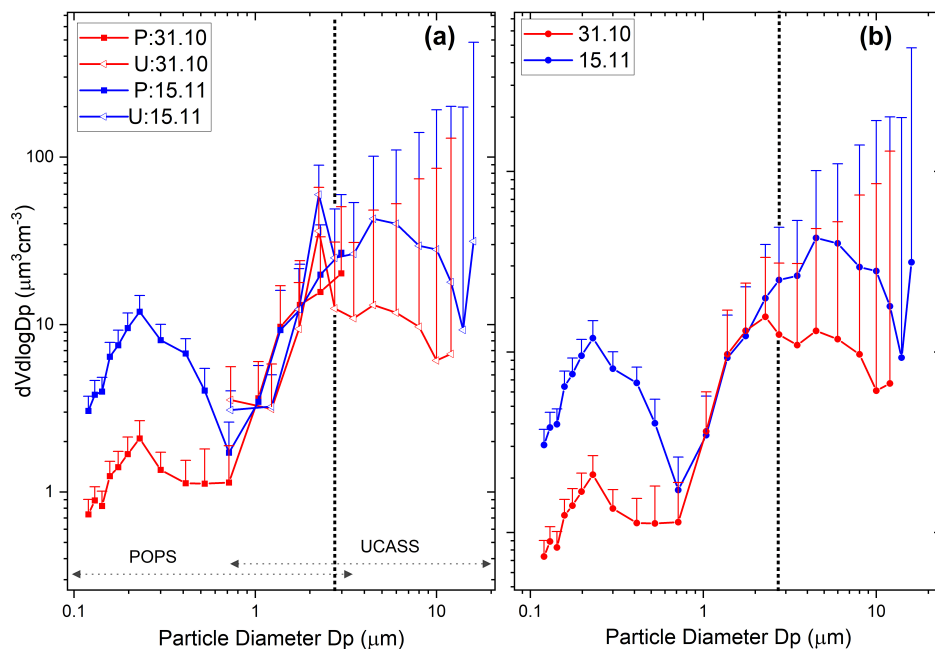 P:31.10
U:31.10
P:15.11
U:15.11
(a)
100
10
1
dVdlogDp (μm³cm⁻³)
POPS
UCASS
0.1
1
10
Particle Diameter Dp (μm)
31.10
15.11
(b)
0.1
1
10
Particle Diameter Dp (μm)